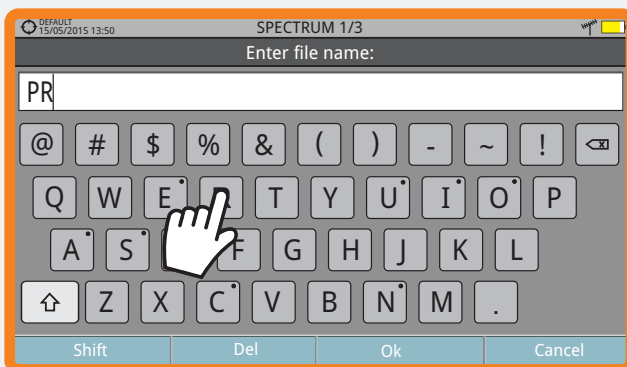 DEFAULT
15/05/2015 13:50 SPECTRUM 1/3
Enter file name:
PR
@ # $ % & ( ) - ~ !
Q W E T Y U I O P
A S F G H J K L
Z X C V B N M .
Shift Del Ok Cancel